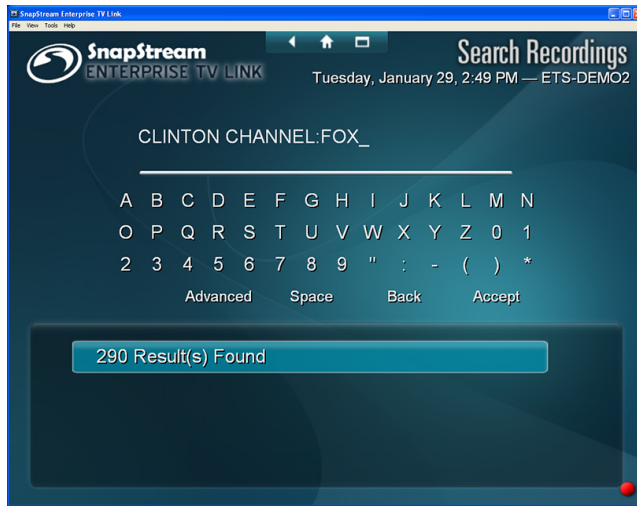 SnapStream Enterprise TV Link
File View Tools Help
SnapStream
ENTERPRISE TV LINK
Search Recordings
Tuesday, January 29, 2:49 PM — ETS-DEMO2
CLINTON CHANNEL:FOX_
A B C D E F G H I J K L M N
O P Q R S T U V W X Y Z 0 1
2 3 4 5 6 7 8 9 " : - ( ) *
Advanced Space Back Accept
290 Result(s) Found